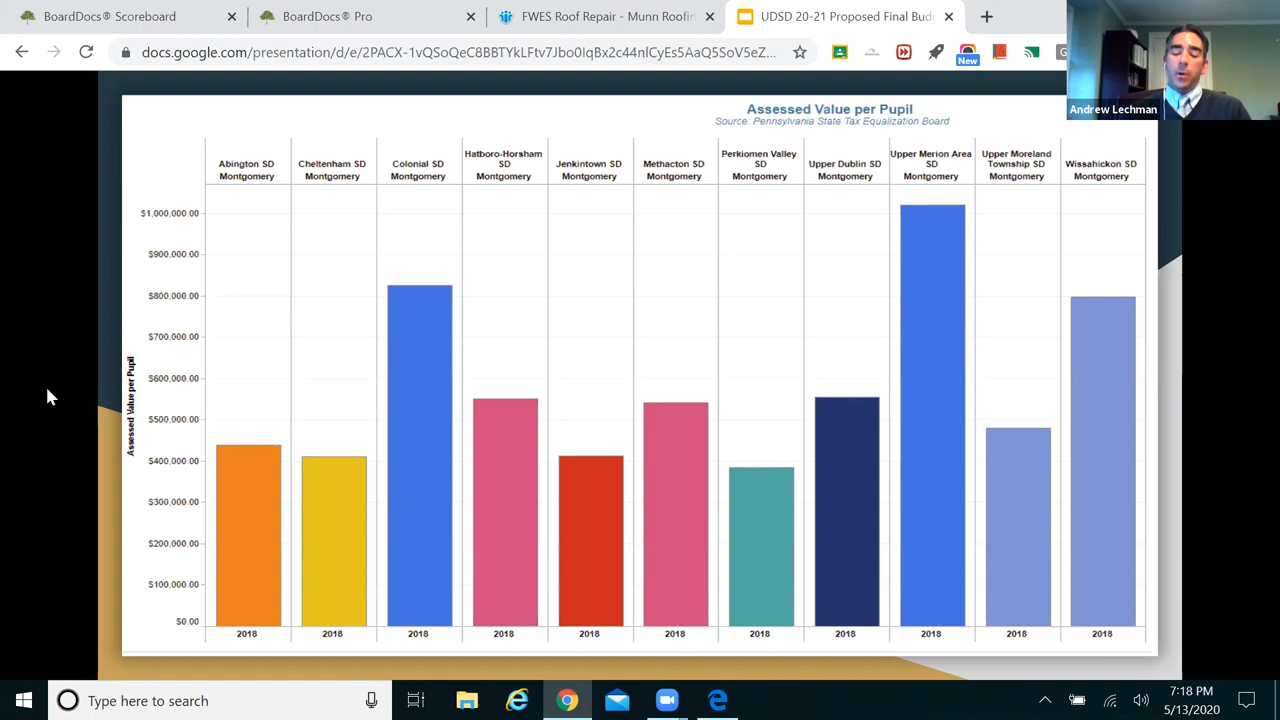 BoardDocs® Scoreboard
BoardDocs® Pro
FWES Roof Repair - Munn Roofi
UDSD 20-21 Proposed Final Bud
docs.google.com/presentation/d/e/2PACX-1vQSoQeCBBTYkLFtv7Jbo0IqBx2c44nlCyEs5AaQ5SoV5eZ...
New
Andrew Lechman
Assessed Value per Pupil
Source: Pennsylvania State Tax Equalization Board
Abington SD
Montgomery
Cheltenham SD
Montgomery
Colonial SD
Montgomery
Hatboro-Horsham
SD
Montgomery
Jenkintown SD
Montgomery
Methacton SD
Montgomery
Perkiomen Valley
SD
Montgomery
Upper Dublin SD
Montgomery
Upper Merion Area
SD
Montgomery
Upper Moreland
Township SD
Montgomery
Wissahickon SD
Montgomery
Assessed Value per Pupil
$1,000,000.00
$900,000.00
$800,000.00
$700,000.00
$600,000.00
$500,000.00
$400,000.00
$300,000.00
$200,000.00
$100,000.00
$0.00
2018 2018 2018 2018 2018 2018 2018 2018 2018 2018 2018
Type here to search
7:18 PM
5/13/2020